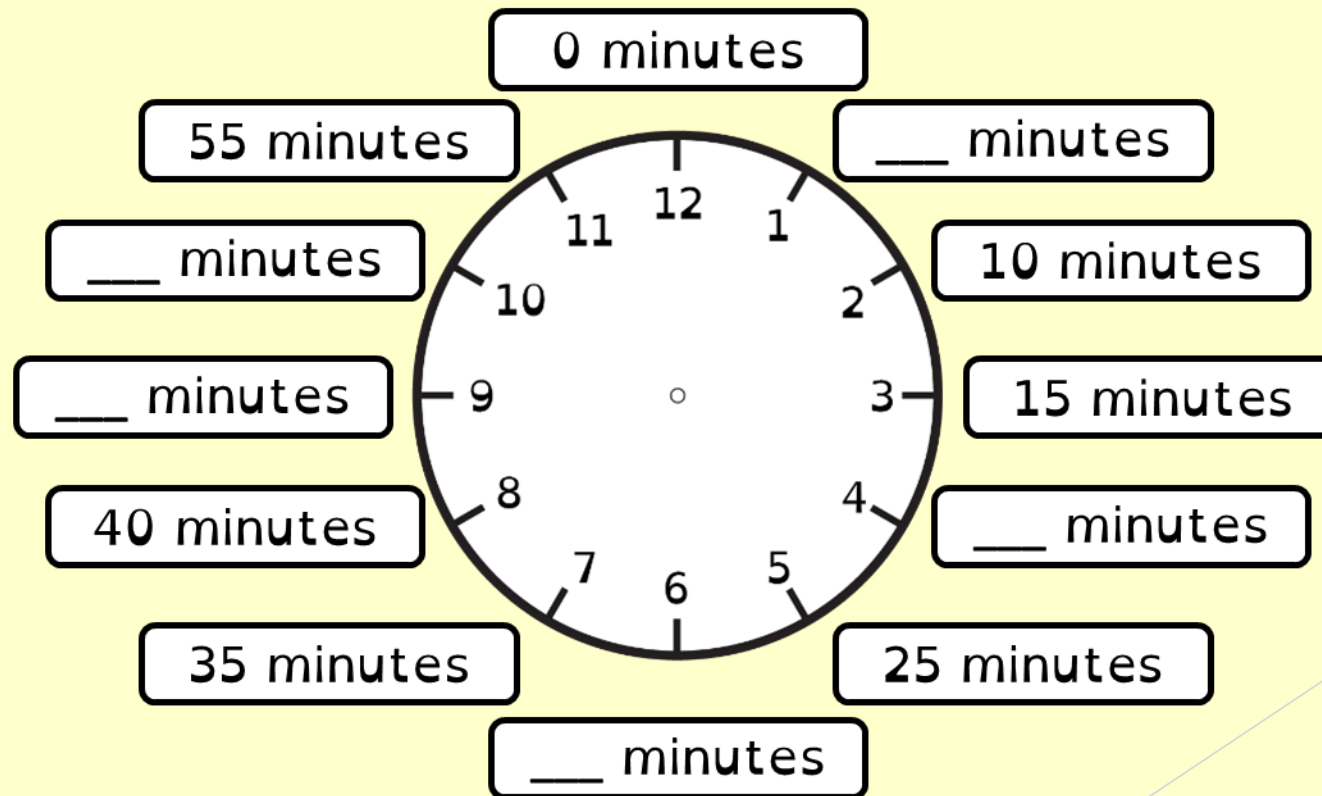 0 minutes
55 minutes
___ minutes
12
11
1
___ minutes
10 minutes
10
2
___ minutes
9
3
15 minutes
40 minutes
8
4
___ minutes
7
5
6
35 minutes
25 minutes
___ minutes